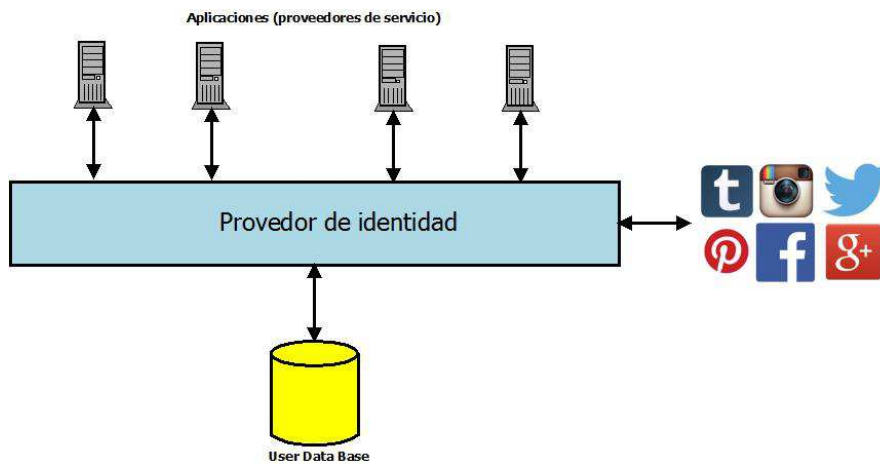 Aplicaciones (proveedores de servicio)
t
Provedor de identidad
f
g+
User Data Base